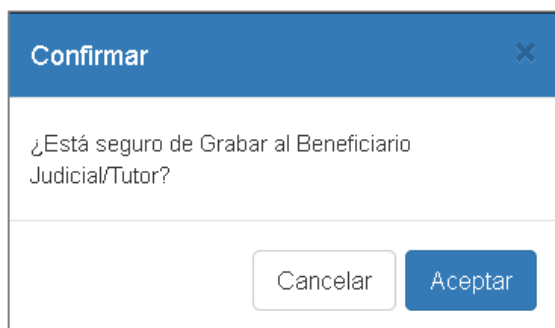 Confirmar
×
¿Está seguro de Grabar al Beneficiario
Judicial/Tutor?
Cancelar
Aceptar